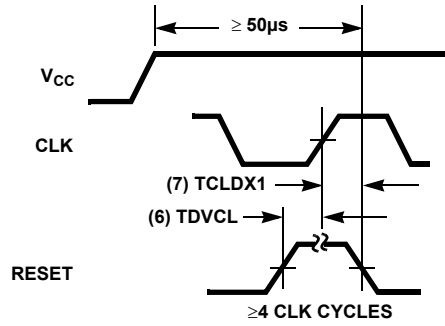 ≥ 50μs
VCC
CLK
(7) TCLDX1
(6) TDVCL
RESET
≥4 CLK CYCLES